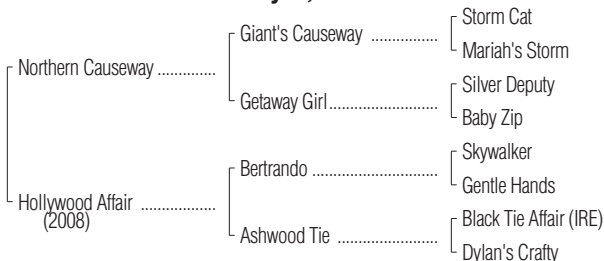 Storm Cat
Giant's Causeway ................
Mariah's Storm
Northern Causeway ..............
Silver Deputy
Getaway Girl...........................
Baby Zip
Skywalker
Bertrando ...............................
Gentle Hands
Hollywood Affair ..................
(2008)
Black Tie Affair (IRE)
Ashwood Tie .........................
Dylan's Crafty